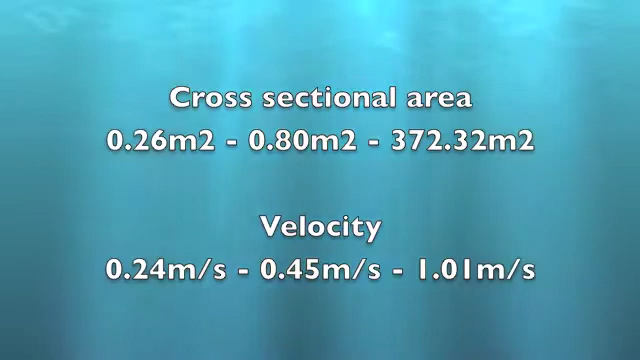 Cross sectional area
0.26m2 - 0.80m2 - 372.32m2
Velocity
0.24m/s - 0.45m/s - 1.01m/s